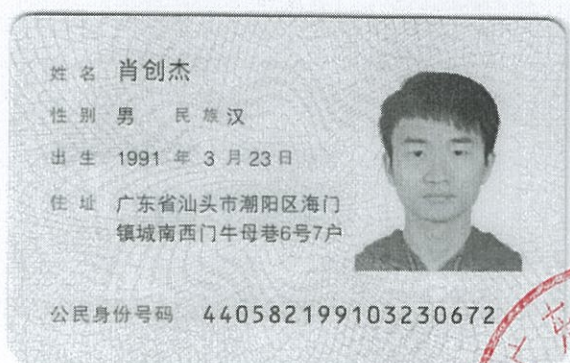 姓名 肖创杰
性别 男 民族 汉
出生 1991 年 3 月 23 日
住址 广东省汕头市潮阳区海门
镇城南西门牛母巷6号7户
公民身份号码 440582199103230672